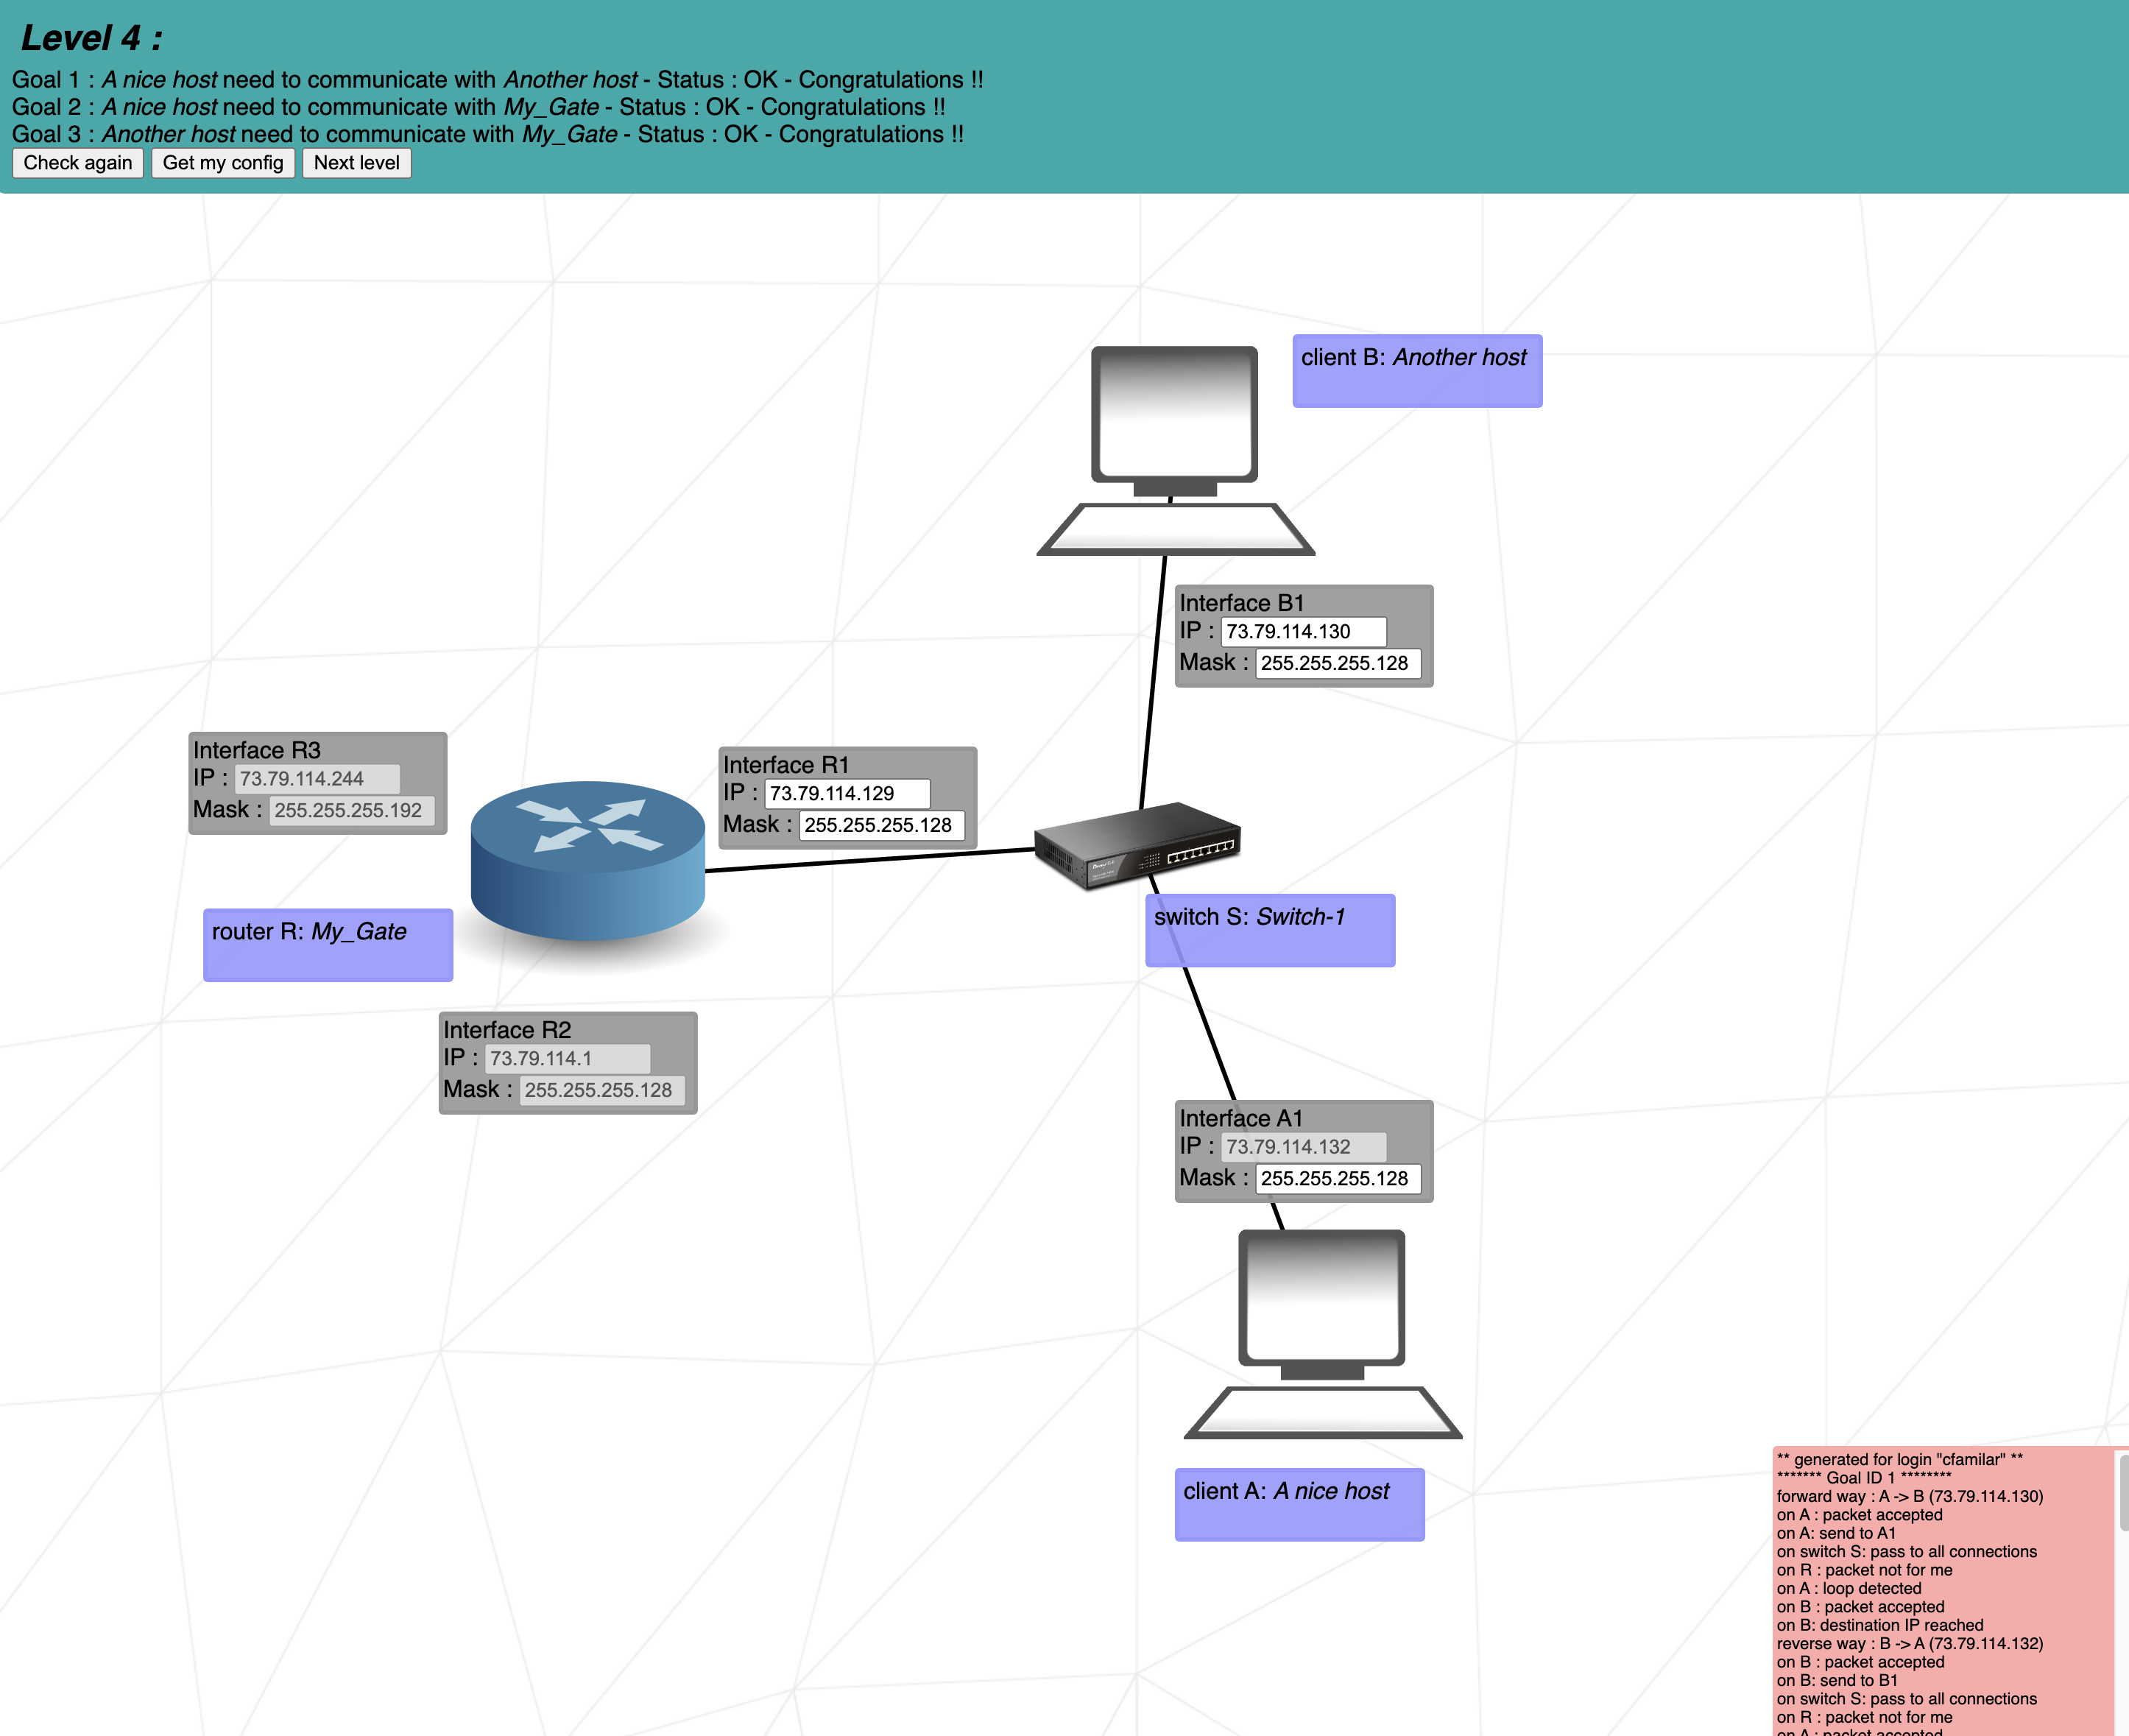 Level 4 :
Goal 1 : A nice host need to communicate with Another host - Status : OK - Congratulations !!
Goal 2 : A nice host need to communicate with My_Gate - Status : OK - Congratulations !!
Goal 3 : Another host need to communicate with My_Gate - Status : OK - Congratulations !!
Check again Get my config Next level
client B: Another host
Interface B1
IP : 73.79.114.130
Mask : 255.255.255.128
Interface R3
IP : 73.79.114.244
Mask : 255.255.255.192
Interface R1
IP : 73.79.114.129
Mask : 255.255.255.128
router R: My_Gate
switch S: Switch-1
Interface R2
IP : 73.79.114.1
Mask : 255.255.255.128
Interface A1
IP : 73.79.114.132
Mask : 255.255.255.128
client A: A nice host
** generated for login "cfamilar" **
******* Goal ID 1 ********
forward way : A -> B (73.79.114.130)
on A : packet accepted
on A: send to A1
on switch S: pass to all connections
on R : packet not for me
on A : loop detected
on B : packet accepted
on B: destination IP reached
reverse way : B -> A (73.79.114.132)
on B : packet accepted
on B: send to B1
on switch S: pass to all connections
on R : packet not for me
on A : packet accepted